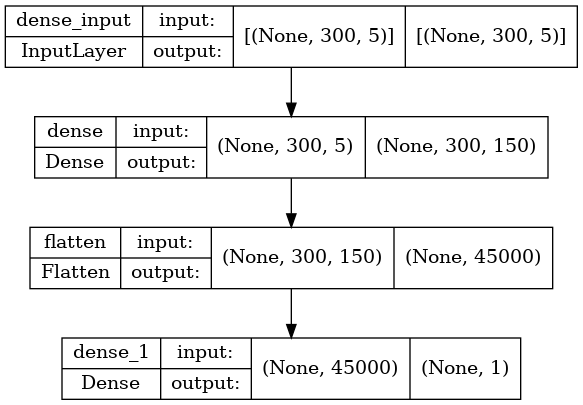 dense_input input: [(None, 300, 5)] [(None, 300, 5)]
InputLayer output:
dense input: (None, 300, 5) (None, 300, 150)
Dense output:
flatten input: (None, 300, 150) (None, 45000)
Flatten output:
dense_1 input: (None, 45000) (None, 1)
Dense output: